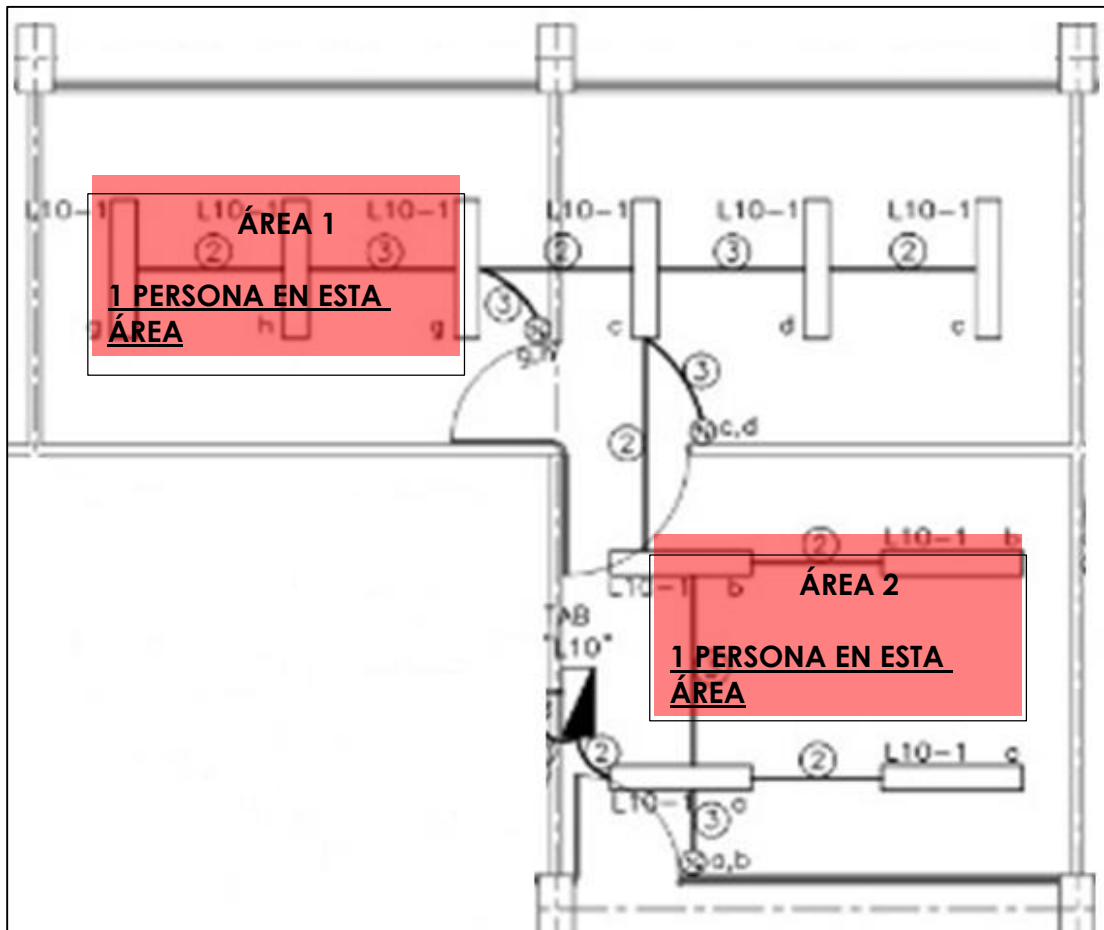 L10-1 L10-1 L10-1 L10-1 L10-1 L10-1
ÁREA 1
2 3 2 3 2
1 PERSONA EN ESTA
ÁREA
3
h g c d c
g,h
3
c,d
2
L10-1 b
2
L10-1 b
ÁREA 2
TAB
"L10"
1 PERSONA EN ESTA
ÁREA
2 2 L10-1
L10-1
3
a,b